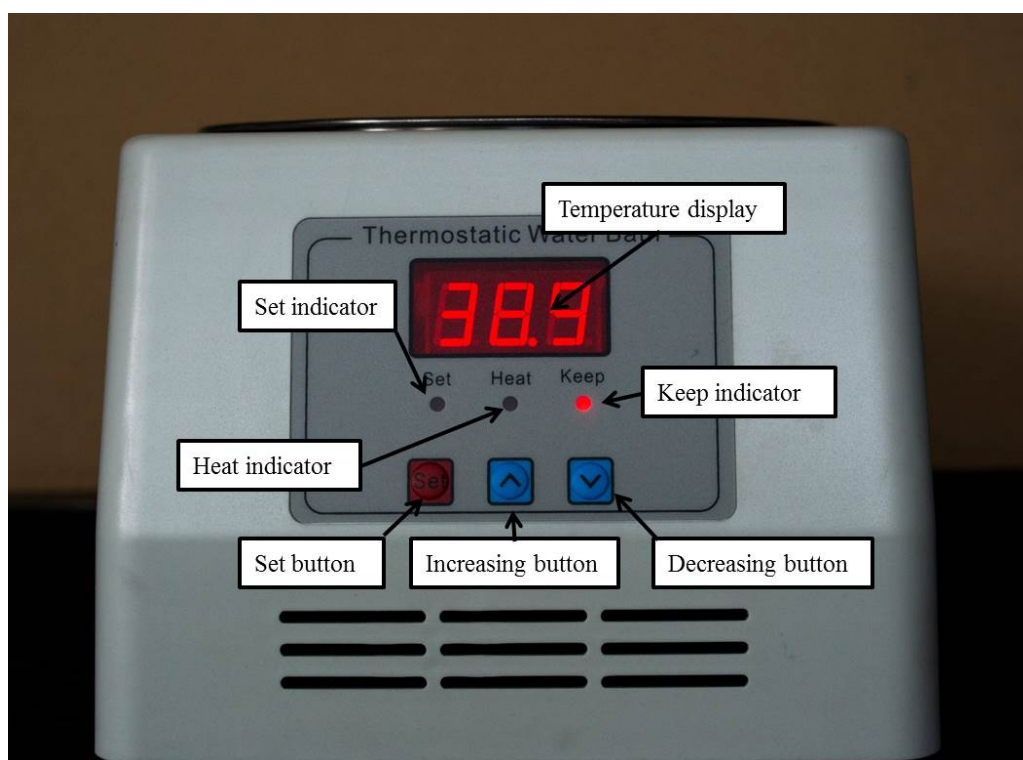 Temperature display
Thermostatic Water Bath
38.9
Set indicator
Set Heat Keep
Keep indicator
Heat indicator
Set
Set button
Increasing button
Decreasing button